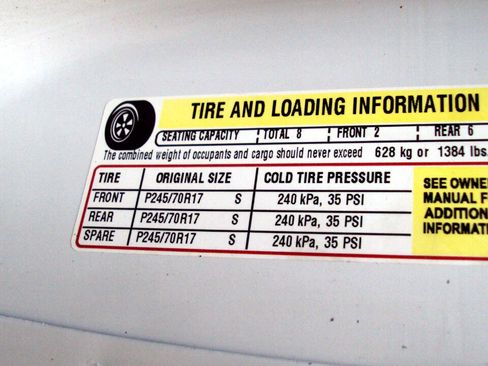 TIRE AND LOADING INFORMATION
SEATING CAPACITY TOTAL 8 FRONT 2 REAR 6
The combined weight of occupants and cargo should never exceed 628 kg or 1384 lbs.
TIRE ORIGINAL SIZE COLD TIRE PRESSURE
FRONT P245/70R17 S 240 kPa, 35 PSI
REAR P245/70R17 S 240 kPa, 35 PSI
SPARE P245/70R17 S 240 kPa, 35 PSI
SEE OWNE
MANUAL F
ADDITION
INFORMATI